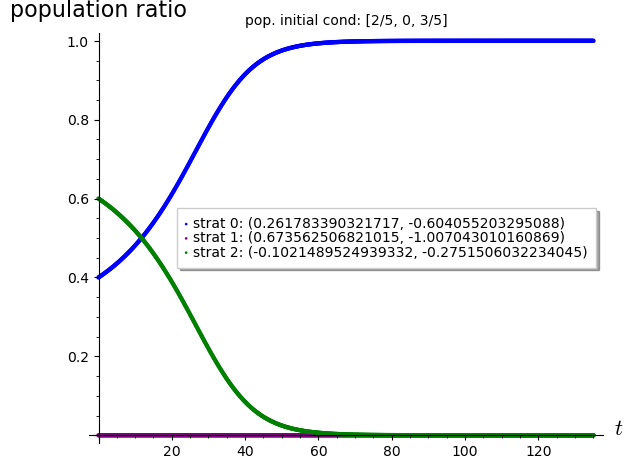 population ratio
pop. initial cond: [2/5, 0, 3/5]
1.0
0.8
0.6
0.4
0.2
strat 0: (0.261783390321717, -0.604055203295088)
strat 1: (0.673562506821015, -1.007043010160869)
strat 2: (-0.1021489524939332, -0.2751506032234045)
20 40 60 80 100 120
t